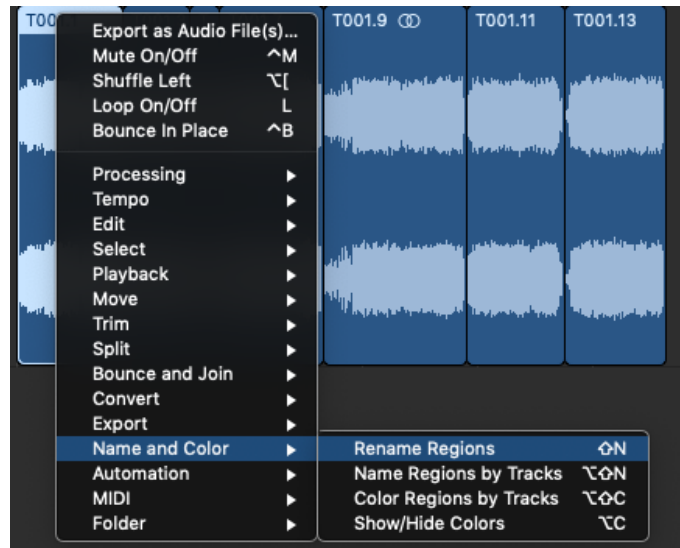 T001.9
T001.11
T001.13
Export as Audio File(s)...
Mute On/Off ^M
Shuffle Left ⌥[
Loop On/Off L
Bounce In Place ^B
Processing ▶
Tempo ▶
Edit ▶
Select ▶
Playback ▶
Move ▶
Trim ▶
Split ▶
Bounce and Join ▶
Convert ▶
Export ▶
Name and Color ▶
Automation ▶
MIDI ▶
Folder ▶
Rename Regions ⇧N
Name Regions by Tracks ⌥⇧N
Color Regions by Tracks ⌥⇧C
Show/Hide Colors ⌥C